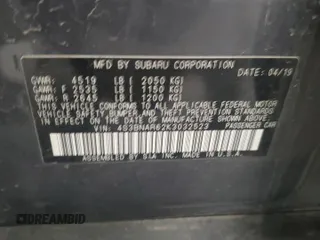 MFD BY SUBARU CORPORATION
DATE: 04/19
GVWR: 4519 LB [ 2050 KG]
GAWR: F 2535 LB [ 1150 KG]
GAWR: R 2645 LB [ 1200 KG]
THIS VEHICLE CONFORMS TO ALL APPLICABLE FEDERAL MOTOR
VEHICLE SAFETY, BUMPER AND THEFT PREVENTION STANDARDS IN
EFFECT ON THE DATE OF MANUFACTURE SHOWN ABOVE.
VIN: 4S3BNAR62K3032523 PASSENGER CAR
ASSEMBLED BY SIA, INC. MADE IN U.S.A.
IDREAMBID